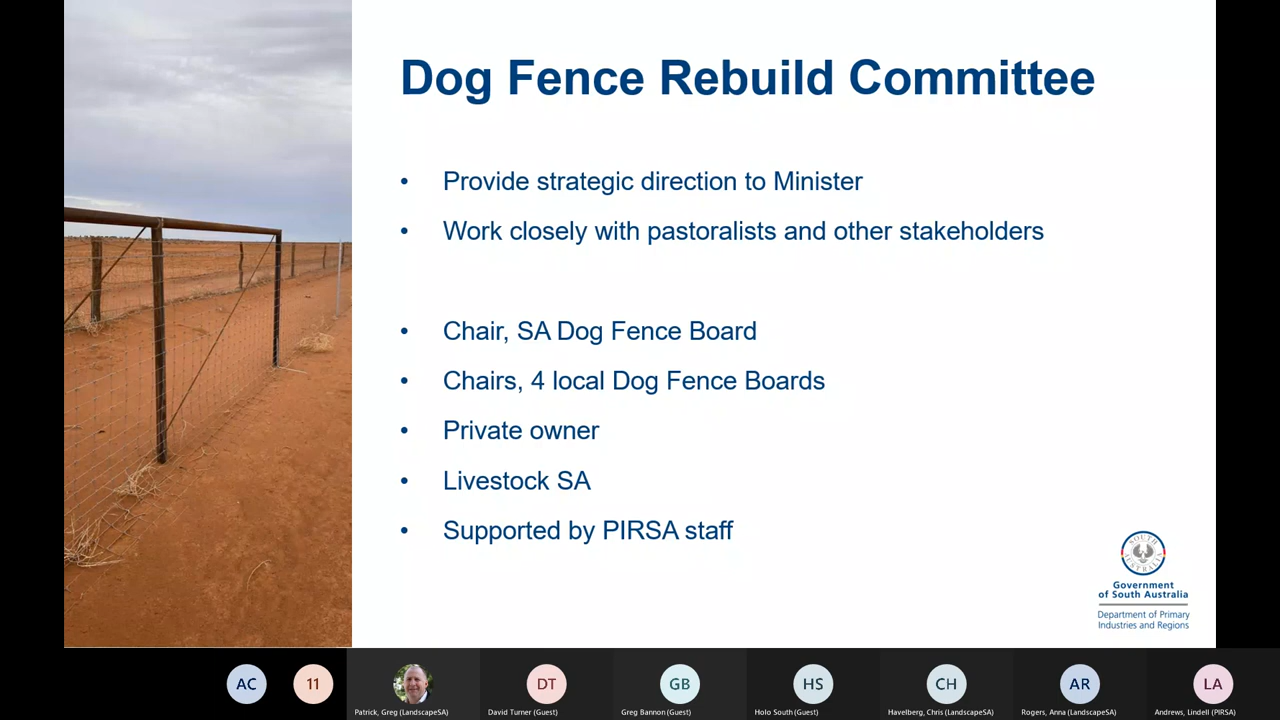 Dog Fence Rebuild Committee
• Provide strategic direction to Minister
• Work closely with pastoralists and other stakeholders
• Chair, SA Dog Fence Board
• Chairs, 4 local Dog Fence Boards
• Private owner
• Livestock SA
• Supported by PIRSA staff
SOUTH
AUSTRALIA
Government
of South Australia
Department of Primary
Industries and Regions
AC
11
DT
GB
HS
CH
AR
LA
Patrick, Greg (LandscapeSA)
David Turner (Guest)
Greg Bannon (Guest)
Holo South (Guest)
Havelberg, Chris (LandscapeSA)
Rogers, Anna (LandscapeSA)
Andrews, Lindell (PIRSA)